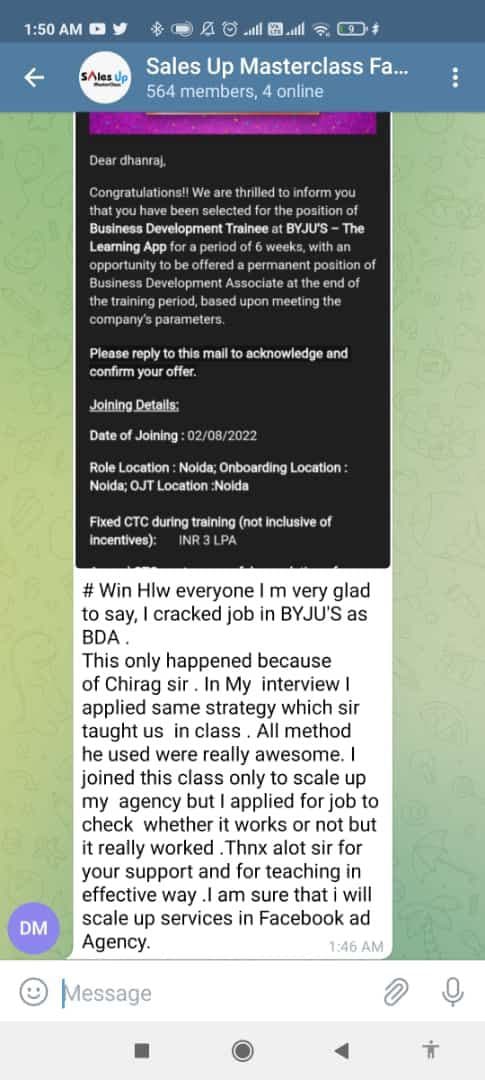 1:50 AM
9
SAles Up
MasterClass
Sales Up Masterclass Fa...
564 members, 4 online
Dear dhanraj,
Congratulations!! We are thrilled to inform you
that you have been selected for the position of
Business Development Trainee at BYJU'S – The
Learning App for a period of 6 weeks, with an
opportunity to be offered a permanent position of
Business Development Associate at the end of
the training period, based upon meeting the
company's parameters.
Please reply to this mail to acknowledge and
confirm your offer.
Joining Details:
Date of Joining : 02/08/2022
Role Location : Noida; Onboarding Location :
Noida; OJT Location :Noida
Fixed CTC during training (not inclusive of
incentives): INR 3 LPA
# Win Hlw everyone I m very glad
to say, I cracked job in BYJU'S as
BDA .
This only happened because
of Chirag sir . In My interview I
applied same strategy which sir
taught us in class . All method
he used were really awesome. I
joined this class only to scale up
my agency but I applied for job to
check whether it works or not but
it really worked .Thnx alot sir for
your support and for teaching in
effective way .I am sure that i will
scale up services in Facebook ad
Agency.
1:46 AM
DM
Message